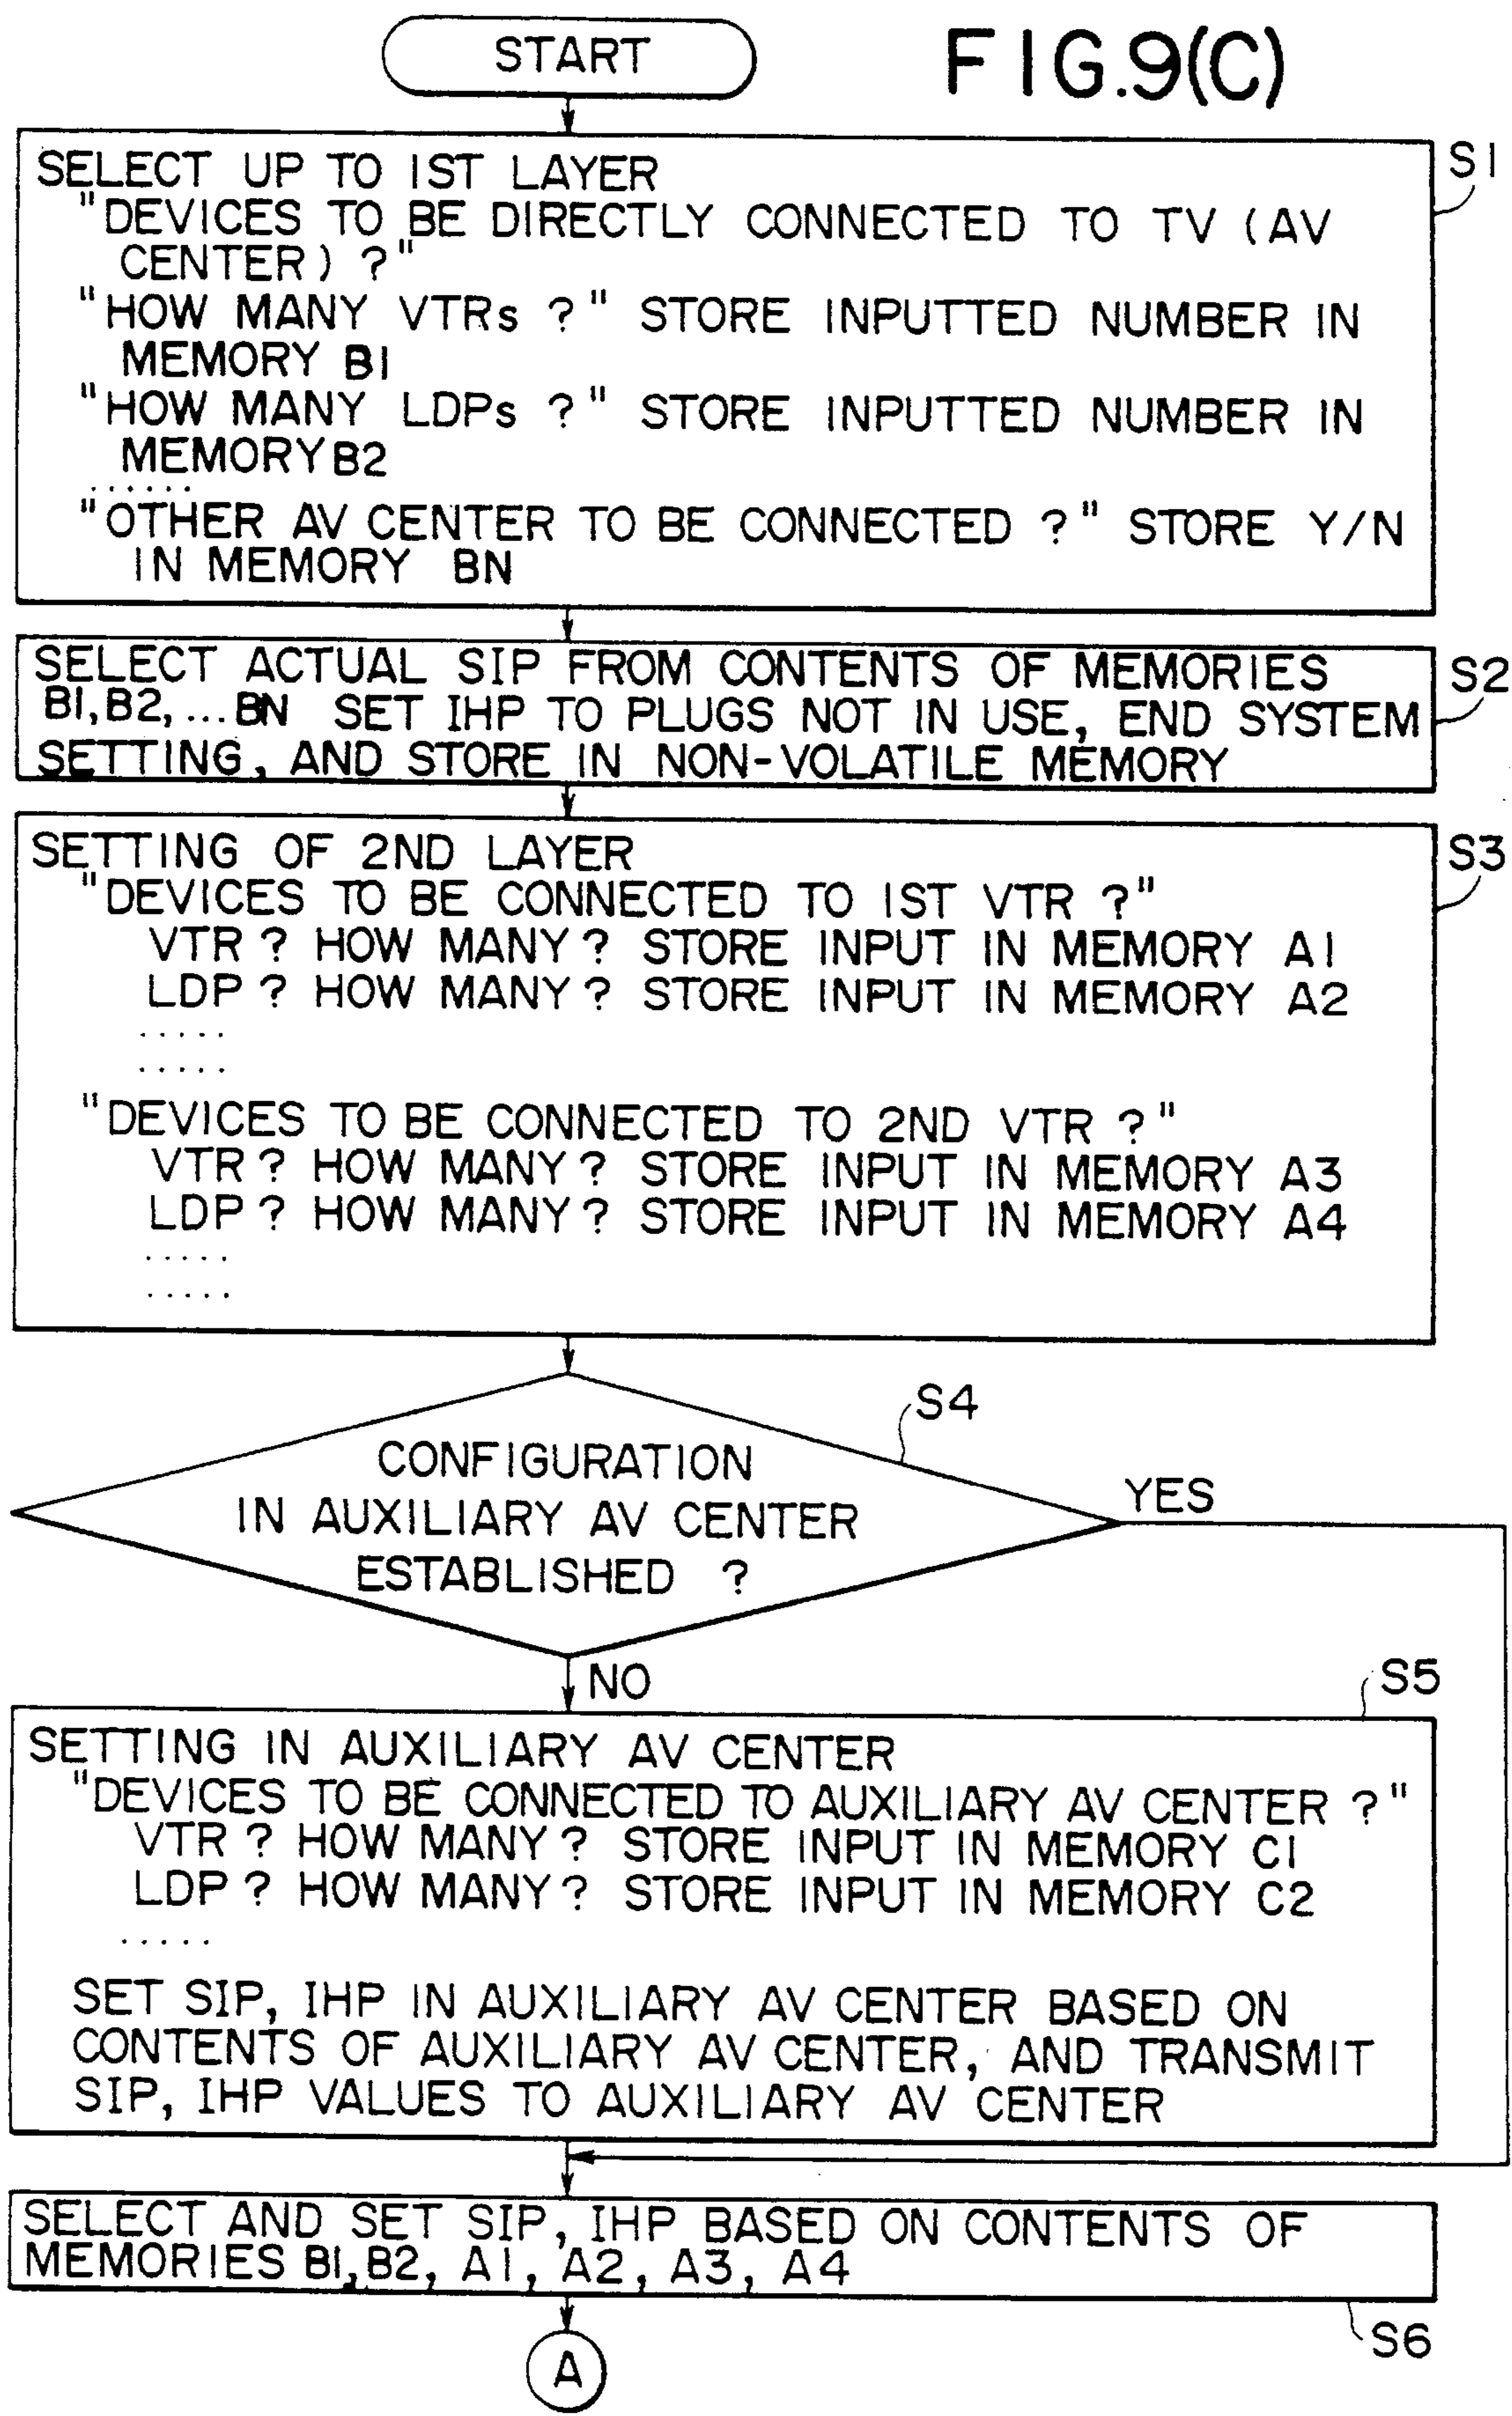 START
FIG.9(C)
SELECT UP TO 1ST LAYER
S1
"DEVICES TO BE DIRECTLY CONNECTED TO TV (AV
CENTER) ?"
"HOW MANY VTRs ?" STORE INPUTTED NUMBER IN
MEMORY B1
"HOW MANY LDPs ?" STORE INPUTTED NUMBER IN
MEMORY B2
......
"OTHER AV CENTER TO BE CONNECTED ?" STORE Y/N
IN MEMORY BN
SELECT ACTUAL SIP FROM CONTENTS OF MEMORIES
S2
B1,B2,...BN SET IHP TO PLUGS NOT IN USE, END SYSTEM
SETTING, AND STORE IN NON-VOLATILE MEMORY
SETTING OF 2ND LAYER
S3
"DEVICES TO BE CONNECTED TO 1ST VTR ?"
VTR ? HOW MANY? STORE INPUT IN MEMORY A1
LDP ? HOW MANY? STORE INPUT IN MEMORY A2
.....
.....
"DEVICES TO BE CONNECTED TO 2ND VTR ?"
VTR ? HOW MANY? STORE INPUT IN MEMORY A3
LDP ? HOW MANY? STORE INPUT IN MEMORY A4
.....
.....
S4
CONFIGURATION
IN AUXILIARY AV CENTER
ESTABLISHED ?
YES
NO
S5
SETTING IN AUXILIARY AV CENTER
"DEVICES TO BE CONNECTED TO AUXILIARY AV CENTER ?"
VTR ? HOW MANY? STORE INPUT IN MEMORY C1
LDP ? HOW MANY? STORE INPUT IN MEMORY C2
.....
SET SIP, IHP IN AUXILIARY AV CENTER BASED ON
CONTENTS OF AUXILIARY AV CENTER, AND TRANSMIT
SIP, IHP VALUES TO AUXILIARY AV CENTER
SELECT AND SET SIP, IHP BASED ON CONTENTS OF
MEMORIES B1,B2, A1, A2, A3, A4
S6
A